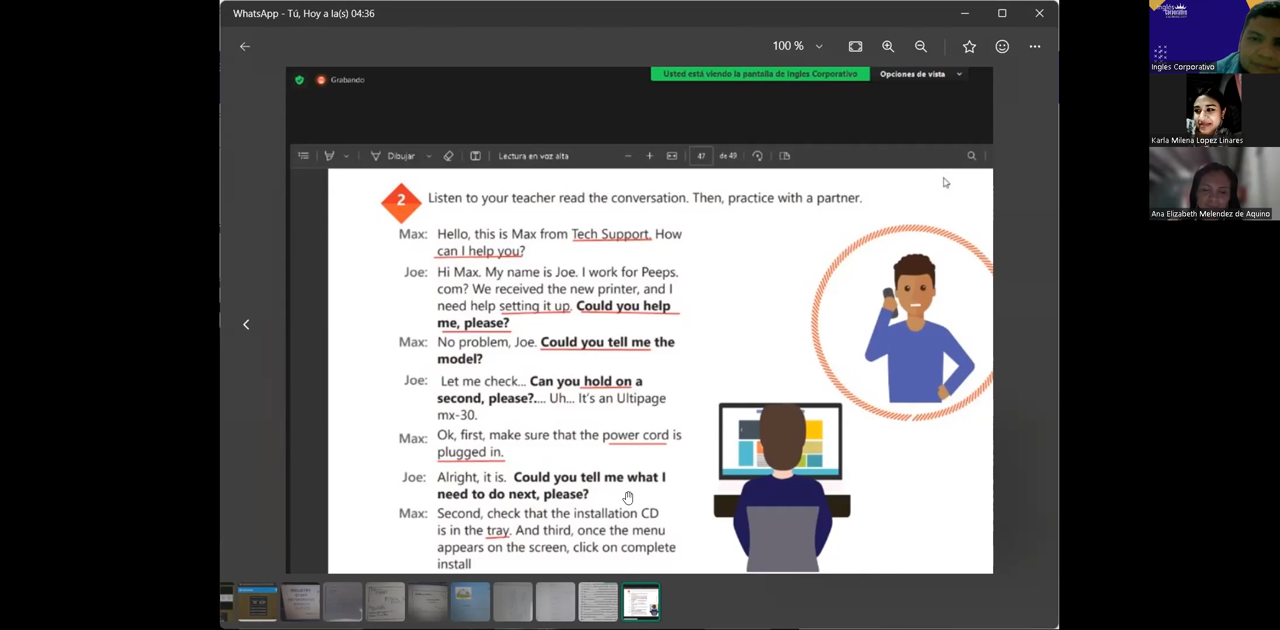 WhatsApp - Tú, Hoy a la(s) 04:36
100 %
Grabando
Usted está viendo la pantalla de Ingles Corporativo
Opciones de vista
Dibujar
Lectura en voz alta
47
de 49
2
Listen to your teacher read the conversation. Then, practice with a partner.
Max: Hello, this is Max from Tech Support. How
can I help you?
Joe: Hi Max. My name is Joe. I work for Peeps.
com? We received the new printer, and I
need help setting it up. Could you help
me, please?
Max: No problem, Joe. Could you tell me the
model?
Joe: Let me check... Can you hold on a
second, please?.... Uh... It's an Ultipage
mx-30.
Max: Ok, first, make sure that the power cord is
plugged in.
Joe: Alright, it is. Could you tell me what I
need to do next, please?
Max: Second, check that the installation CD
is in the tray. And third, once the menu
appears on the screen, click on complete
install
Inglés
Corporativo
Ingles Corporativo
Karla Milena Lopez Linares
Ana Elizabeth Melendez de Aquino